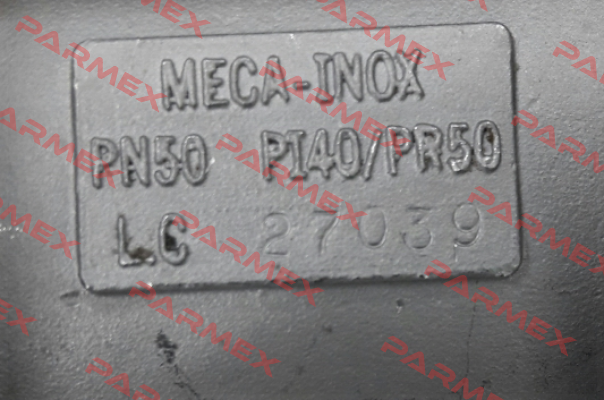 MECA-INOX
PN50 PI40/PR50
LC 27039
PARMEX